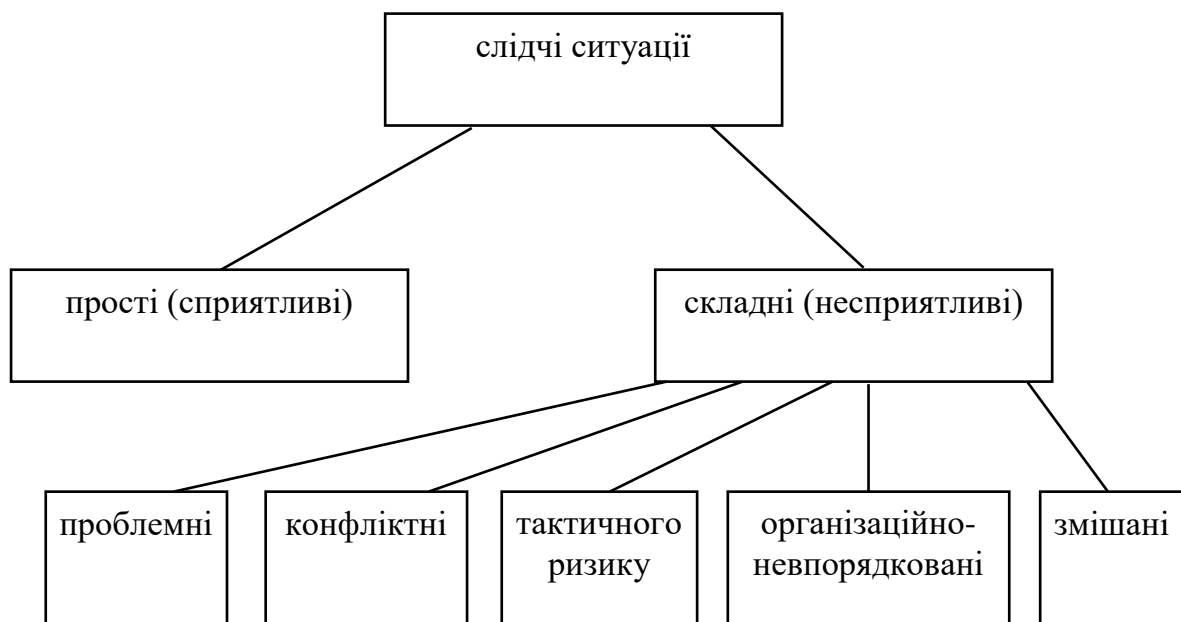 слідчі ситуації
прості (сприятливі)
складні (несприятливі)
проблемні
конфліктні
тактичного
ризику
організаційно-
невпорядковані
змішані